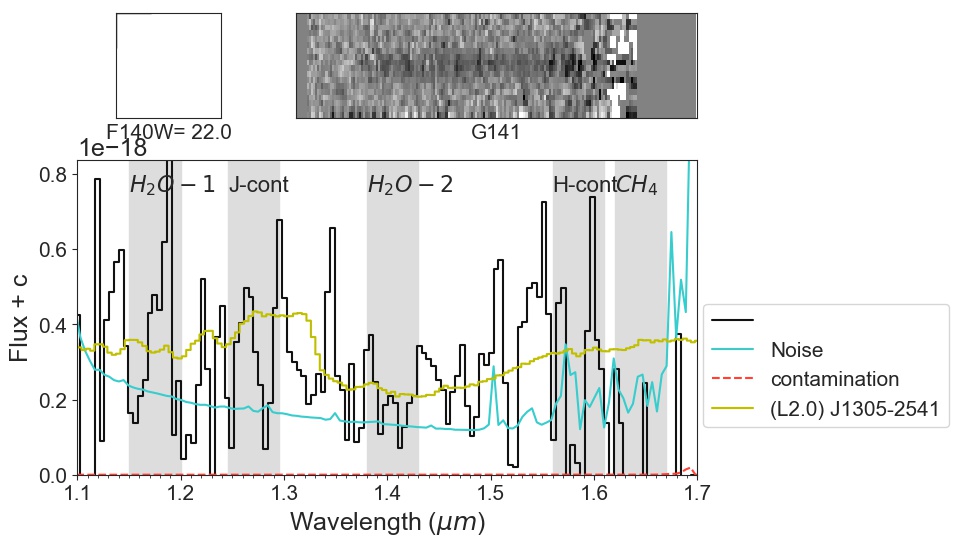 F140W= 22.0
G141
1e−18
H₂O − 1 J-cont H₂O − 2 H-cont CH₄
0.8
0.6
0.4
0.2
0.0
Flux + c
1.1 1.2 1.3 1.4 1.5 1.6 1.7
Wavelength (μm)
Noise
contamination
(L2.0) J1305-2541